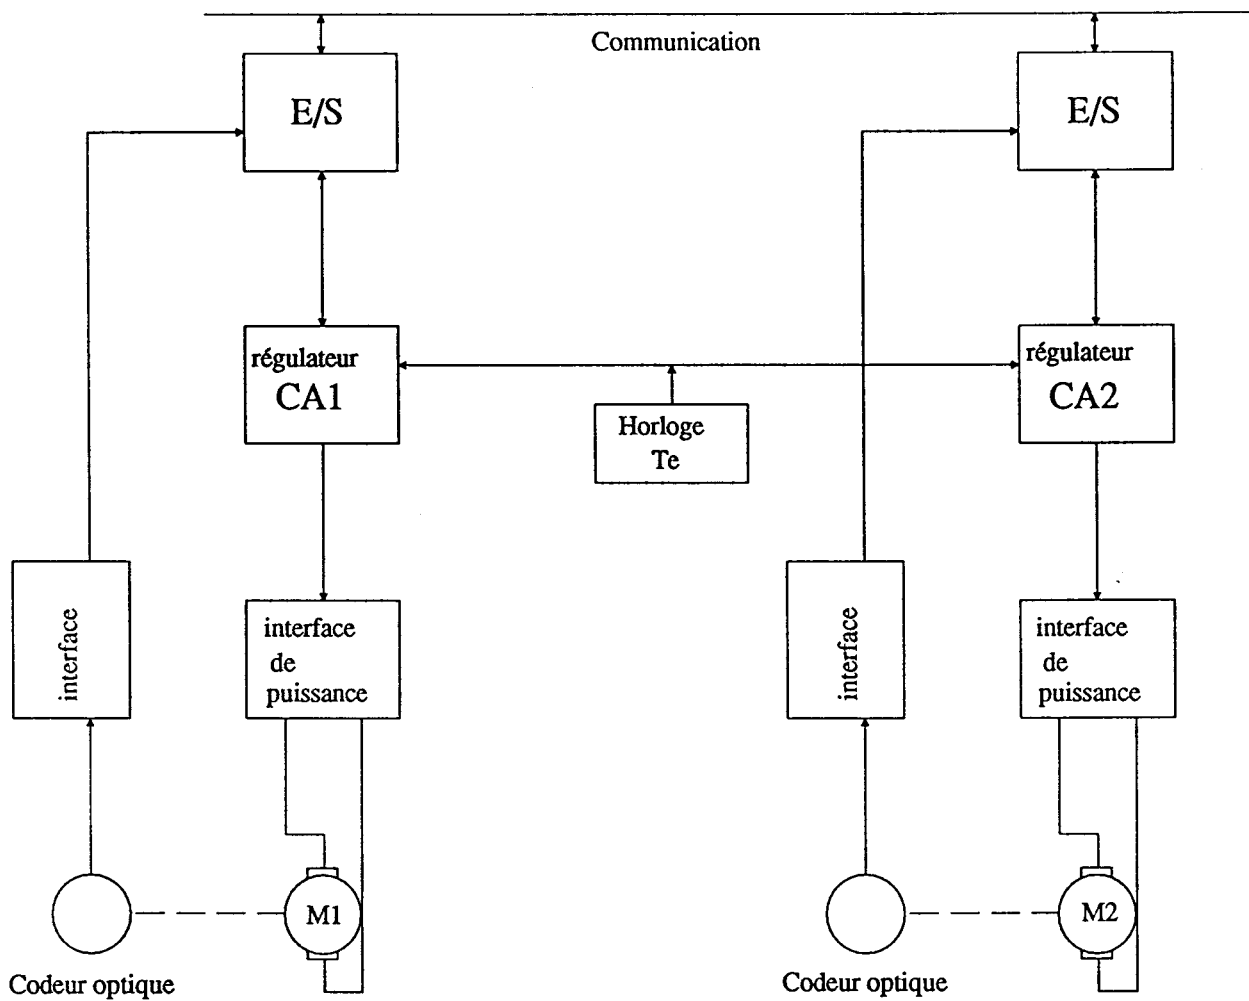 Communication
E/S
E/S
régulateur
CA1
régulateur
CA2
Horloge
Te
interface
interface
de
puissance
interface
interface
de
puissance
M1
M2
Codeur optique
Codeur optique